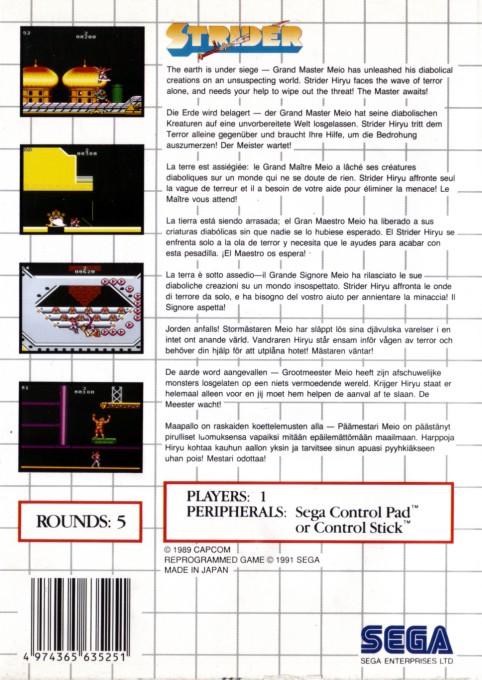 STRIDER
The earth is under siege — Grand Master Meio has unleashed his diabolical
creations on an unsuspecting world. Strider Hiryu faces the wave of terror
alone, and needs your help to wipe out the threat! The Master awaits!
Die Erde wird belagert — der Grand Master Meio hat seine diabolischen
Kreaturen auf eine unvorbereitete Welt losgelassen. Strider Hiryu tritt dem
Terror alleine gegenüber und braucht Ihre Hilfe, um die Bedrohung
auszumerzen! Der Meister wartet!
La terre est assiégiée: le Grand Maître Meio a lâché ses créatures
diaboliques sur un monde qui ne se doute de rien. Strider Hiryu affronte seul
la vague de terreur et il a besoin de votre aide pour éliminer la menace! Le
Maître vous attend!
La tierra está siendo arrasada; el Gran Maestro Meio ha liberado a sus
criaturas diabólicas sin que nadie se lo hubiese esperado. El Strider Hiryu se
enfrenta solo a la ola de terror y necesita que le ayudes para acabar con
esta pesadilla. ¡El Maestro os espera!
La terra è sotto assedio—il Grande Signore Meio ha rilasciato le sue
diaboliche creazioni su un mondo insospettato. Strider Hiryu affronta le onde
di terrore da solo, e ha bisogno del vostro aiuto per annientare la minaccia! Il
Signore aspetta!
Jorden anfalls! Stormästaren Meio har släppt lös sina djävulska varelser i en
intet ont anande värld. Vandraren Hiryu står ensam inför vågen av terror och
behöver din hjälp för att utplåna hotet! Mästaren väntar!
De aarde word aangevallen — Grootmeester Meio heeft zijn afschuwelijke
monsters losgelaten op een niets vermoedende wereld. Krijger Hiryu staat er
helemaal alleen voor en jij moet hem helpen de aanval af te slaan. De
Meester wacht!
Maapallo on raskaiden koettelemusten alla — Päämestari Meio on päästänyt
pirulliset luomuksensa vapaiksi mitään epäilemättömään maailmaan. Harppoja
Hiryu kohtaa kauhun aallon yksin ja tarvitsee sinun apuasi pyyhkiäkseen
uhan pois! Mestari odottaa!
ROUNDS: 5
PLAYERS: 1
PERIPHERALS: Sega Control Pad™
or Control Stick™
© 1989 CAPCOM
REPROGRAMMED GAME © 1991 SEGA
MADE IN JAPAN
4 974365 635251
SEGA
SEGA ENTERPRISES LTD